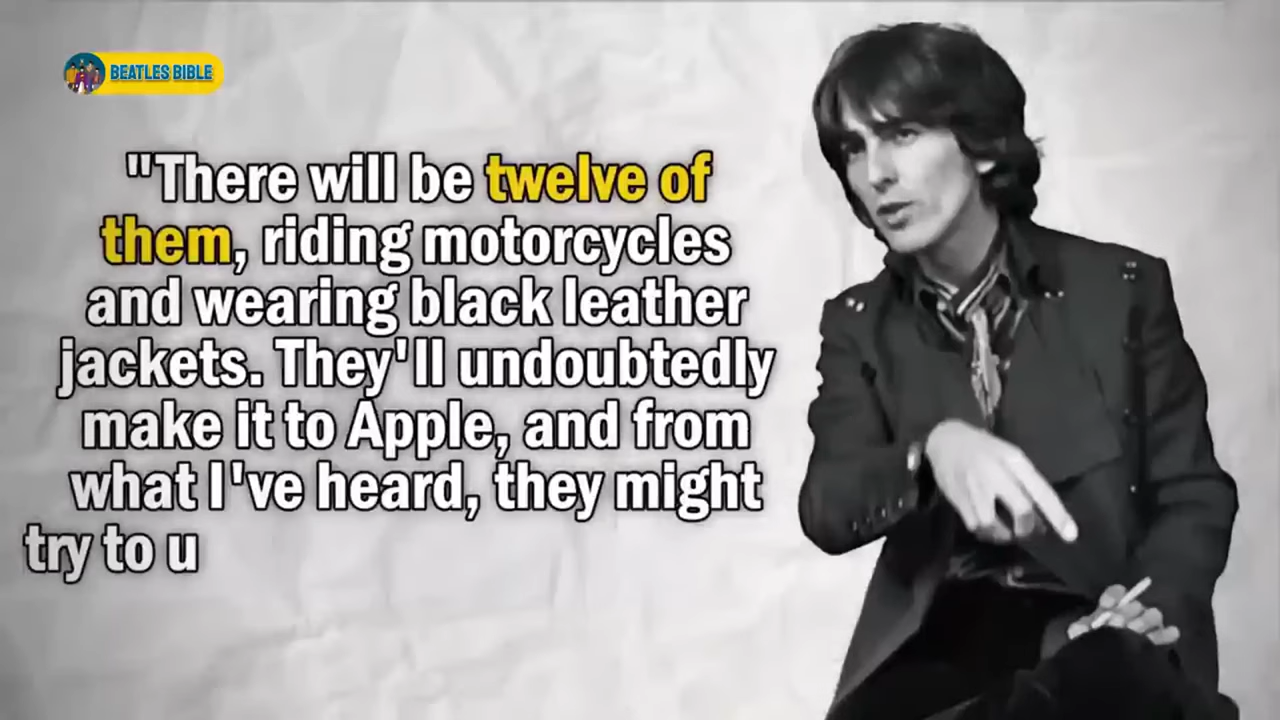 BEATLES BIBLE
"There will be twelve of
them, riding motorcycles
and wearing black leather
jackets. They'll undoubtedly
make it to Apple, and from
what I've heard, they might
try to u